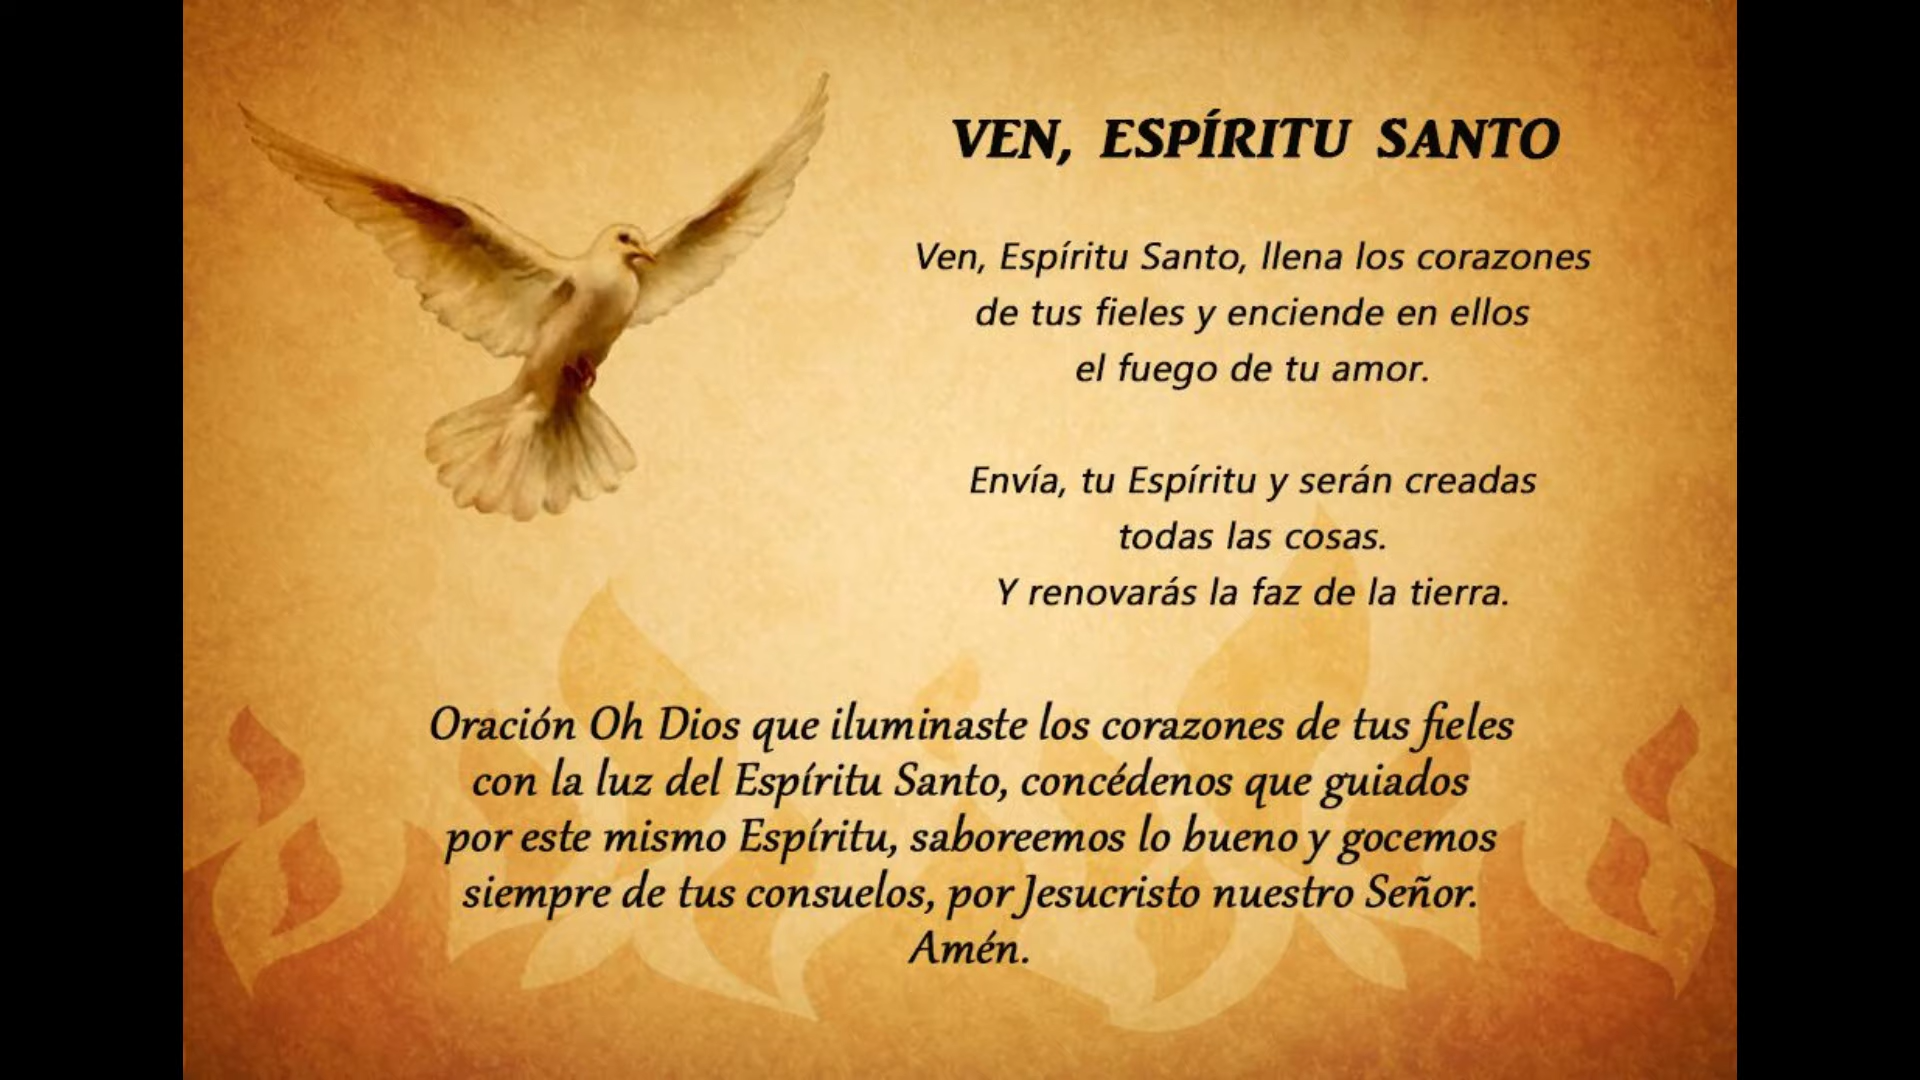 VEN, ESPÍRITU SANTO
Ven, Espíritu Santo, llena los corazones
de tus fieles y enciende en ellos
el fuego de tu amor.
Envía, tu Espíritu y serán creadas
todas las cosas.
Y renovarás la faz de la tierra.
Oración Oh Dios que iluminaste los corazones de tus fieles
con la luz del Espíritu Santo, concédenos que guiados
por este mismo Espíritu, saboreemos lo bueno y gocemos
siempre de tus consuelos, por Jesucristo nuestro Señor.
Amén.